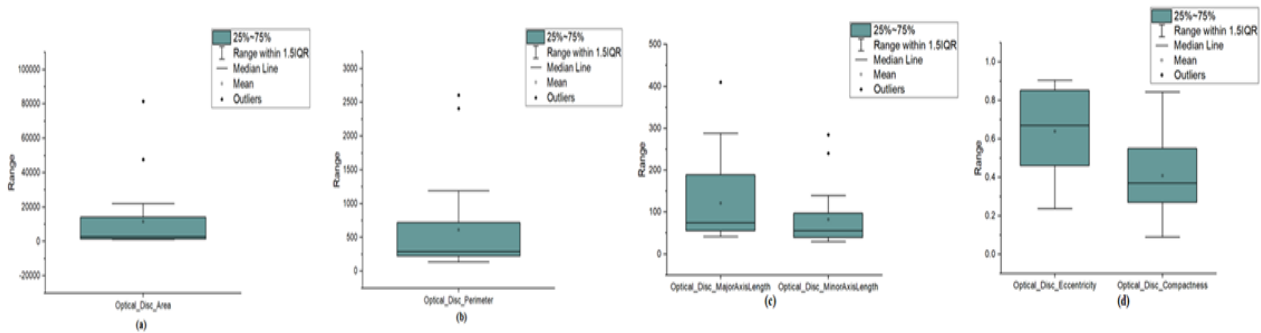 25%~75%
Range within 1.5IQR
Median Line
Mean
Outliers
100000
80000
60000
40000
20000
0
-20000
Range
Optical_Disc_Area
(a)
25%~75%
Range within 1.5IQR
Median Line
Mean
Outliers
3000
2500
2000
1500
1000
500
0
Range
Optical_Disc_Perimeter
(b)
25%~75%
Range within 1.5IQR
Median Line
Mean
Outliers
500
400
300
200
100
0
Range
Optical_Disc_MajorAxisLength Optical_Disc_MinorAxisLength
(c)
25%~75%
Range within 1.5IQR
Median Line
Mean
Outliers
1.0
0.8
0.6
0.4
0.2
0.0
Range
Optical_Disc_Eccentricity Optical_Disc_Compactness
(d)